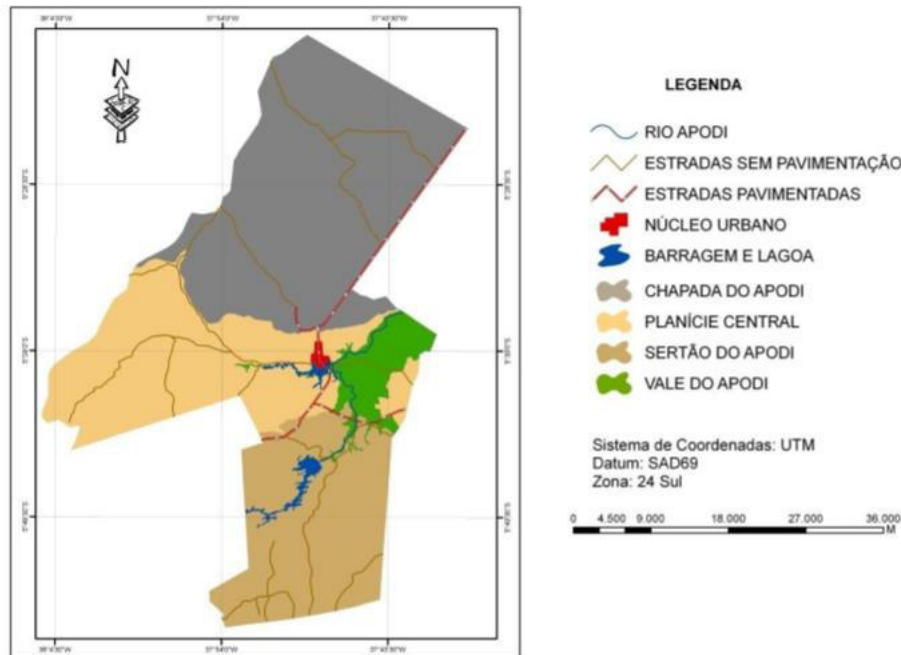 N
LEGENDA
RIO APODI
ESTRADAS SEM PAVIMENTAÇÃO
ESTRADAS PAVIMENTADAS
NÚCLEO URBANO
BARRAGEM E LAGOA
CHAPADA DO APODI
PLANÍCIE CENTRAL
SERTÃO DO APODI
VALE DO APODI
Sistema de Coordenadas: UTM
Datum: SAD69
Zona: 24 Sul
0 4.500 9.000 18.000 27.000 36.000
M